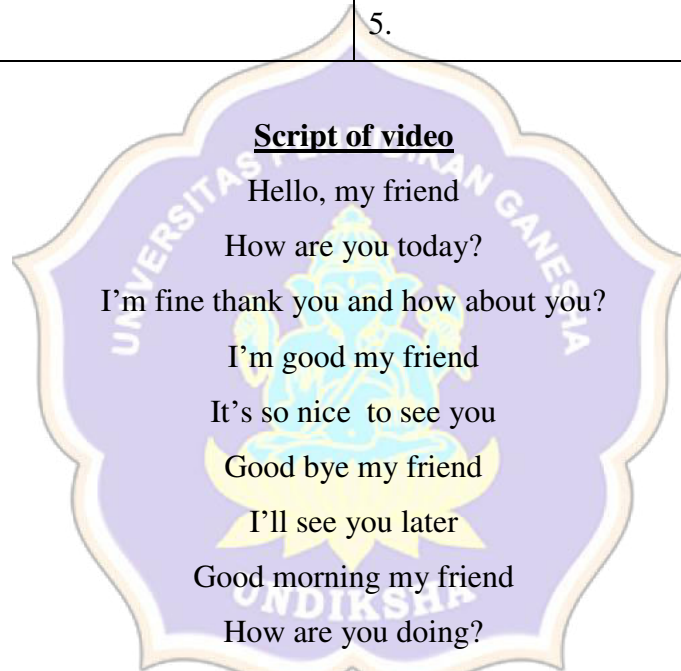 5.
Script of video
UNIVERSITAS PENDIDIKAN GANESHA
Hello, my friend
How are you today?
I'm fine thank you and how about you?
I'm good my friend
It's so nice  to see you
Good bye my friend
I'll see you later
Good morning my friend
UNDIKSHA
How are you doing?